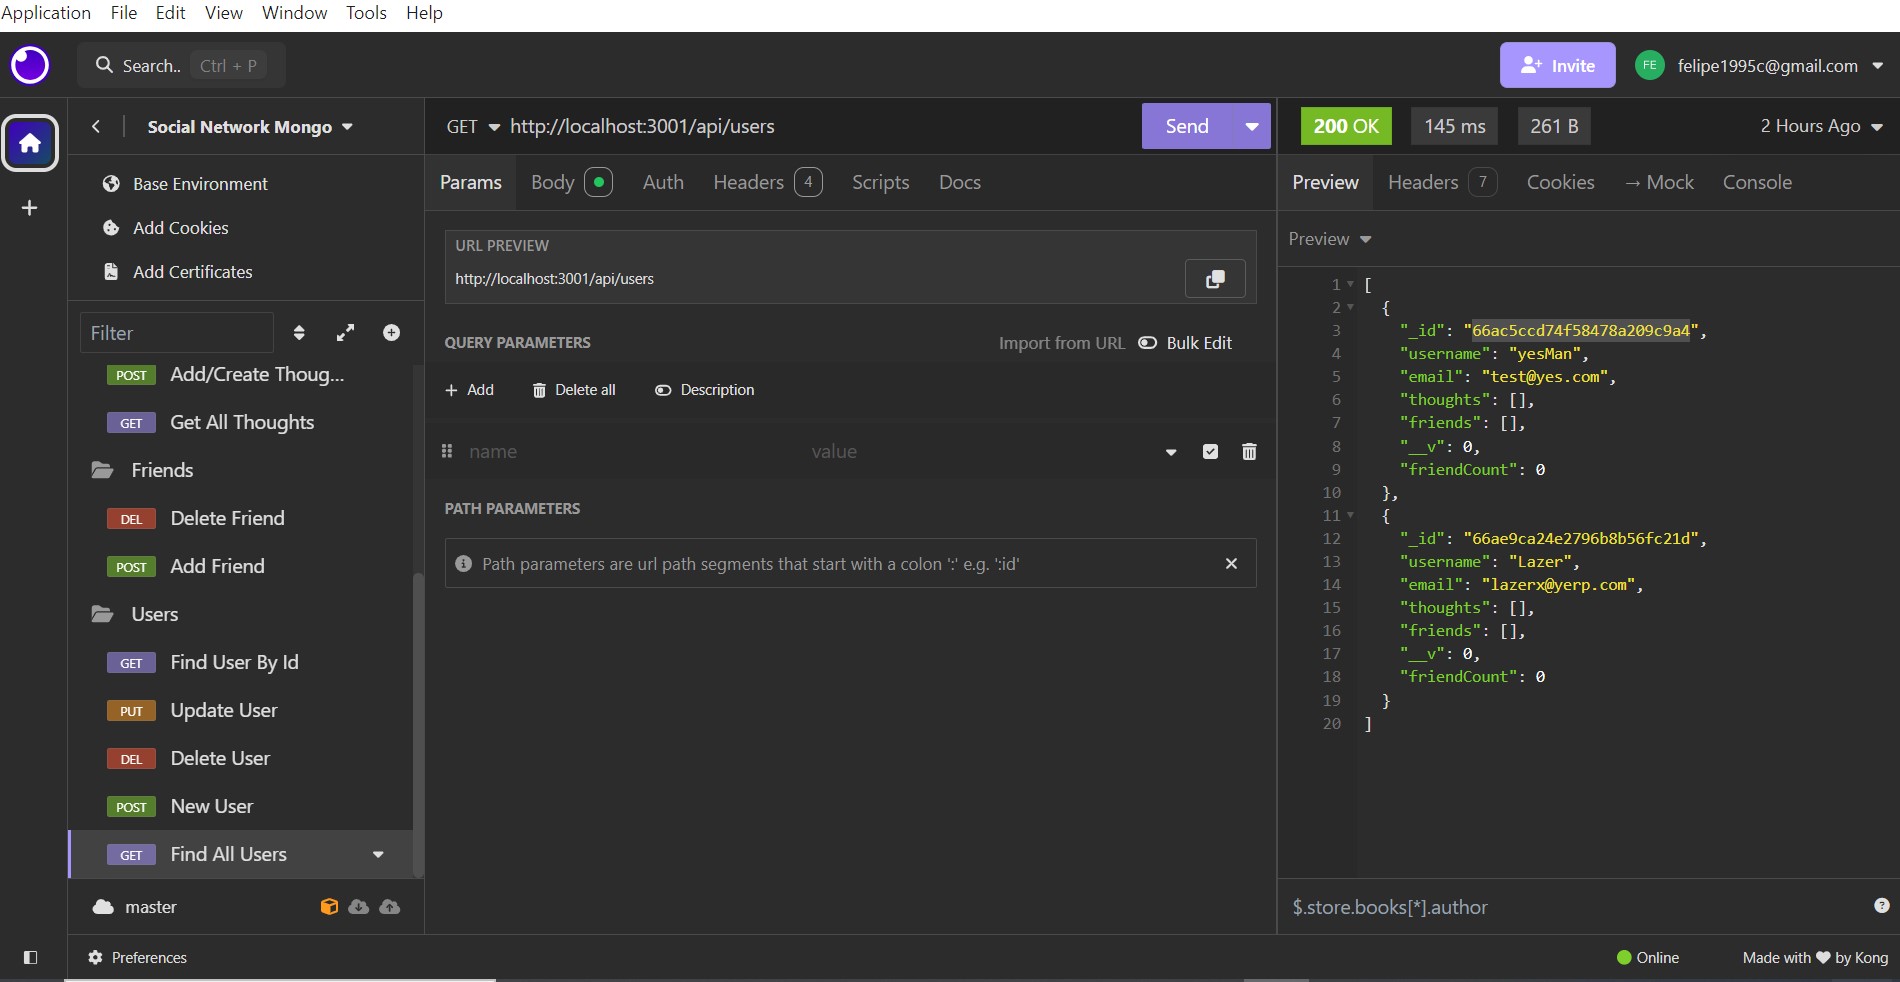 Application File Edit View Window Tools Help
Search.. Ctrl + P
Invite
FE felipe1995c@gmail.com
Social Network Mongo
Base Environment
Add Cookies
Add Certificates
Filter
POST Add/Create Thoug...
GET Get All Thoughts
Friends
DEL Delete Friend
POST Add Friend
Users
GET Find User By Id
PUT Update User
DEL Delete User
POST New User
GET Find All Users
master
GET http://localhost:3001/api/users Send
Params Body Auth Headers 4 Scripts Docs
URL PREVIEW
http://localhost:3001/api/users
QUERY PARAMETERS Import from URL Bulk Edit
+ Add Delete all Description
name value
PATH PARAMETERS
Path parameters are url path segments that start with a colon ':' e.g. ':id'
200 OK 145 ms 261 B 2 Hours Ago
Preview Headers 7 Cookies → Mock Console
Preview
1 [
2 {
3 "_id": "66ac5ccd74f58478a209c9a4",
4 "username": "yesMan",
5 "email": "test@yes.com",
6 "thoughts": [],
7 "friends": [],
8 "__v": 0,
9 "friendCount": 0
10 },
11 {
12 "_id": "66ae9ca24e2796b8b56fc21d",
13 "username": "Lazer",
14 "email": "lazerx@yerp.com",
15 "thoughts": [],
16 "friends": [],
17 "__v": 0,
18 "friendCount": 0
19 }
20 ]
$.store.books[*].author
Preferences
Online Made with ♥ by Kong